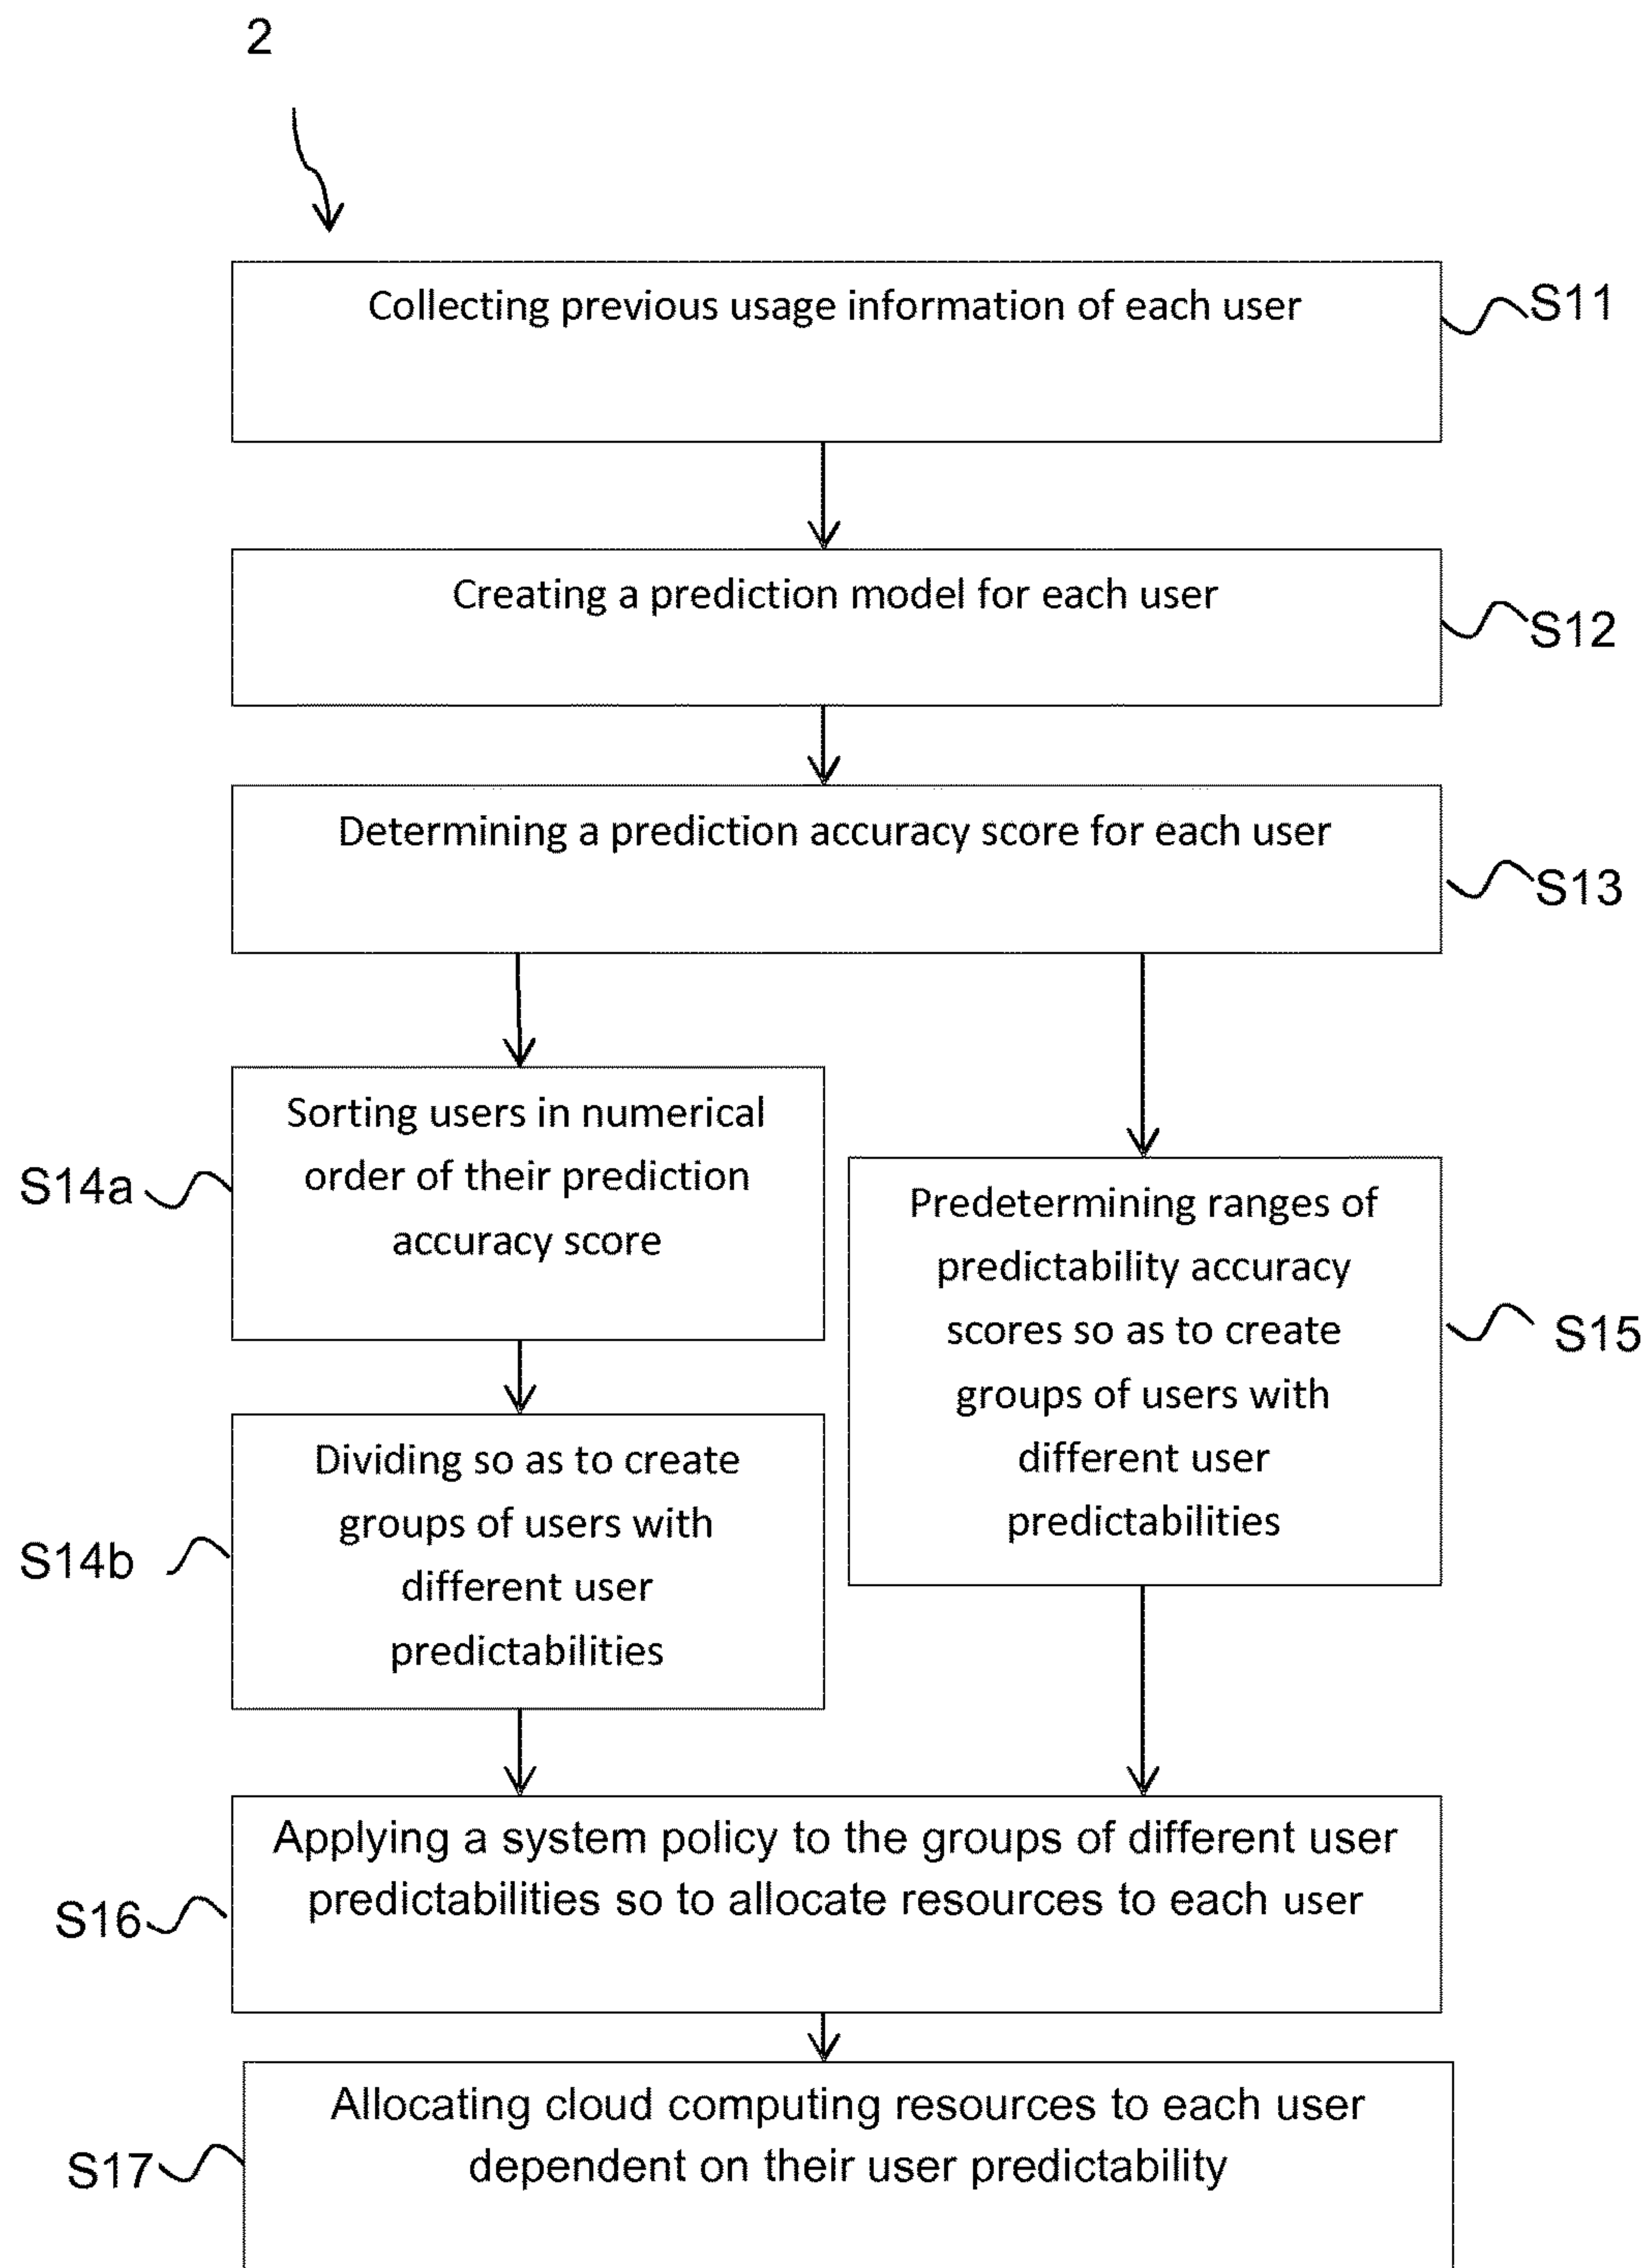 2
Collecting previous usage information of each user
S11
Creating a prediction model for each user
S12
Determining a prediction accuracy score for each user
S13
Sorting users in numerical
order of their prediction
accuracy score
S14a
Predetermining ranges of
predictability accuracy
scores so as to create
groups of users with
different user
predictabilities
S15
Dividing so as to create
groups of users with
different user
predictabilities
S14b
Applying a system policy to the groups of different user
predictabilities so to allocate resources to each user
S16
Allocating cloud computing resources to each user
dependent on their user predictability
S17